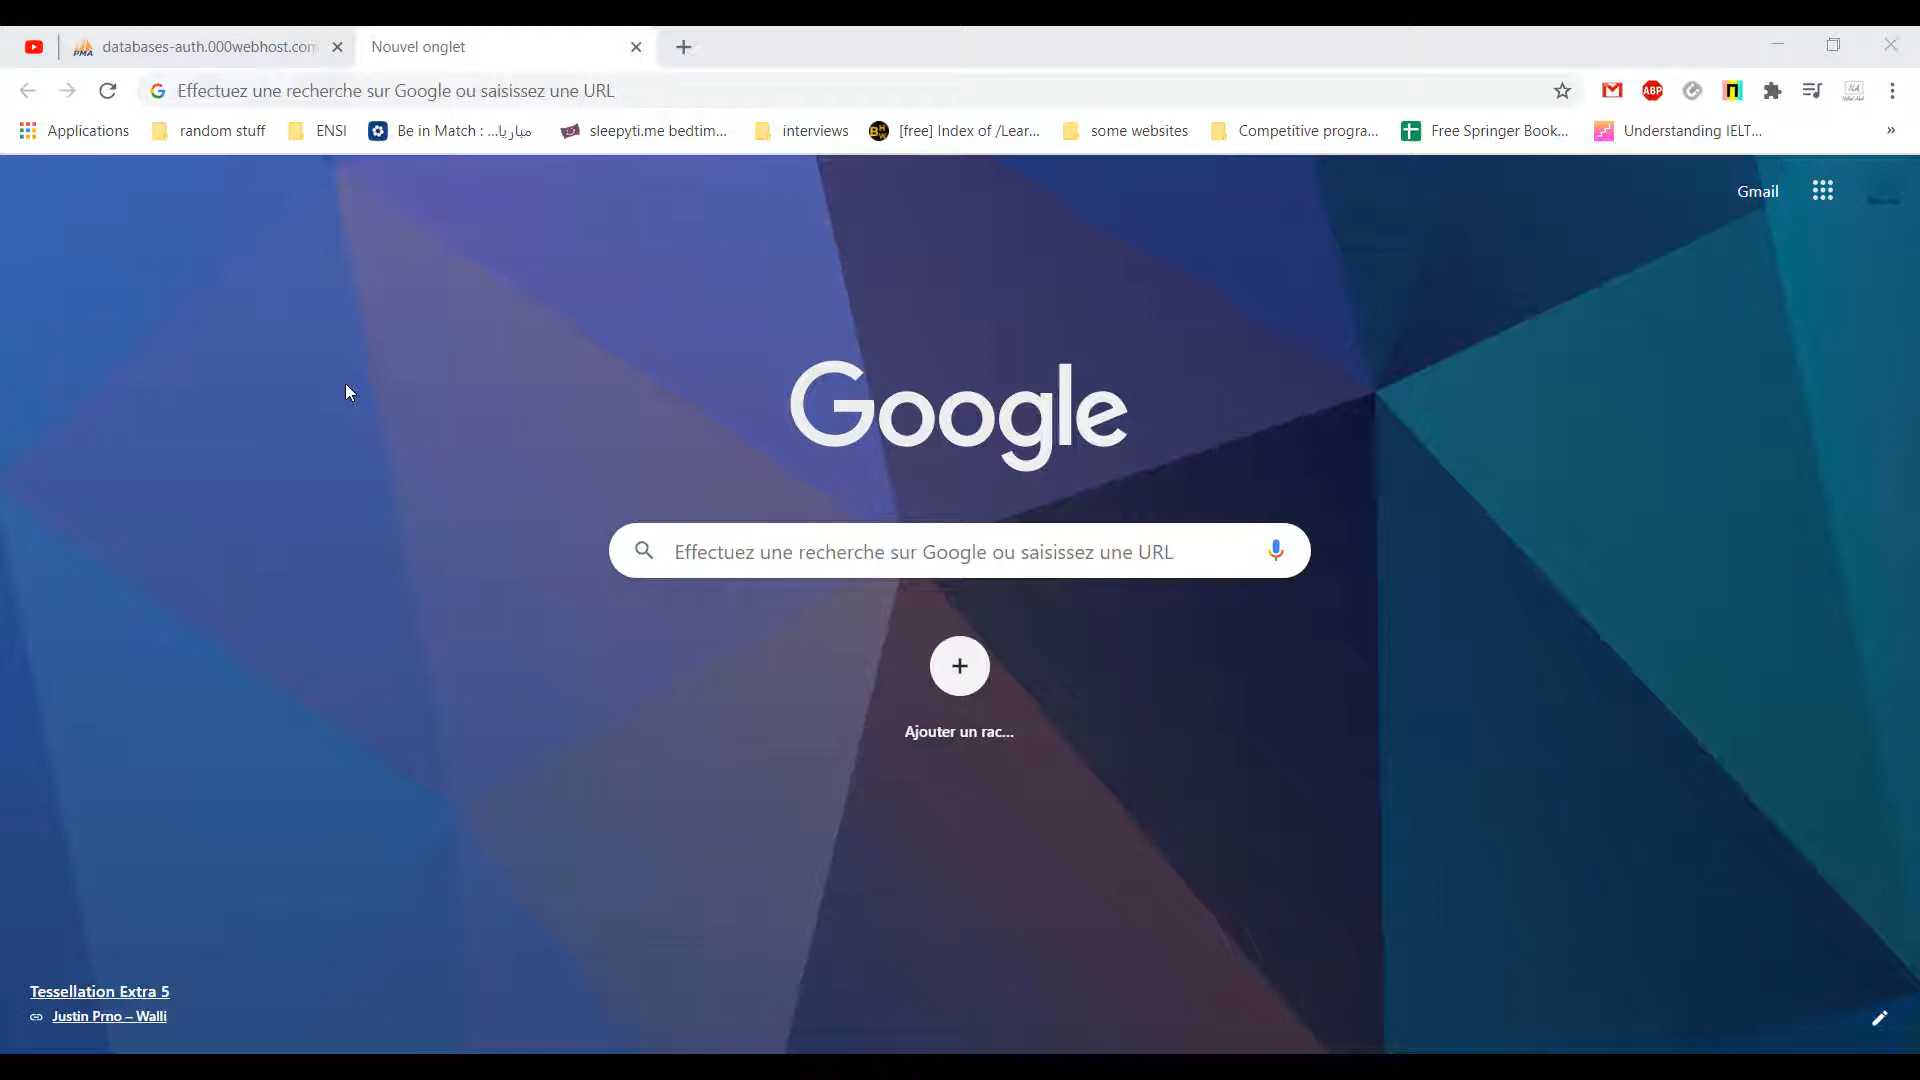 PMA databases-auth.000webhost.com
Nouvel onglet
Effectuez une recherche sur Google ou saisissez une URL
ABP
Applications
random stuff
ENSI
Be in Match : ...مباريا
sleepyti.me bedtim...
interviews
[free] Index of /Lear...
some websites
Competitive progra...
Free Springer Book...
Understanding IELT...
»
Gmail
Google
Effectuez une recherche sur Google ou saisissez une URL
Ajouter un rac...
Tessellation Extra 5
Justin Prno – Walli